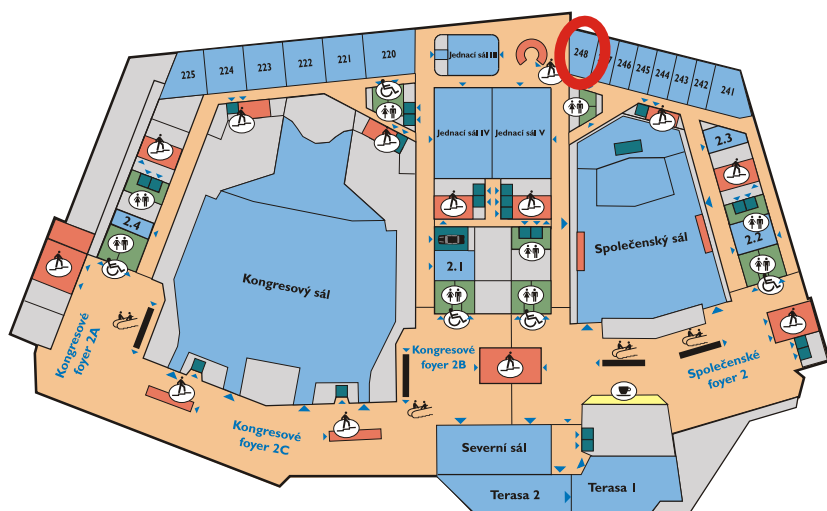 225
224
223
222
221
220
Jednací sál III
248
246
245
244
243
242
241
Jednací sál IV
Jednací sál V
2.3
2.4
2.2
2.1
Kongresový sál
Společenský sál
Kongresové
foyer 2A
Kongresové
foyer 2B
Kongresové
foyer 2C
Společenské
foyer 2
Severní sál
Terasa 2
Terasa 1